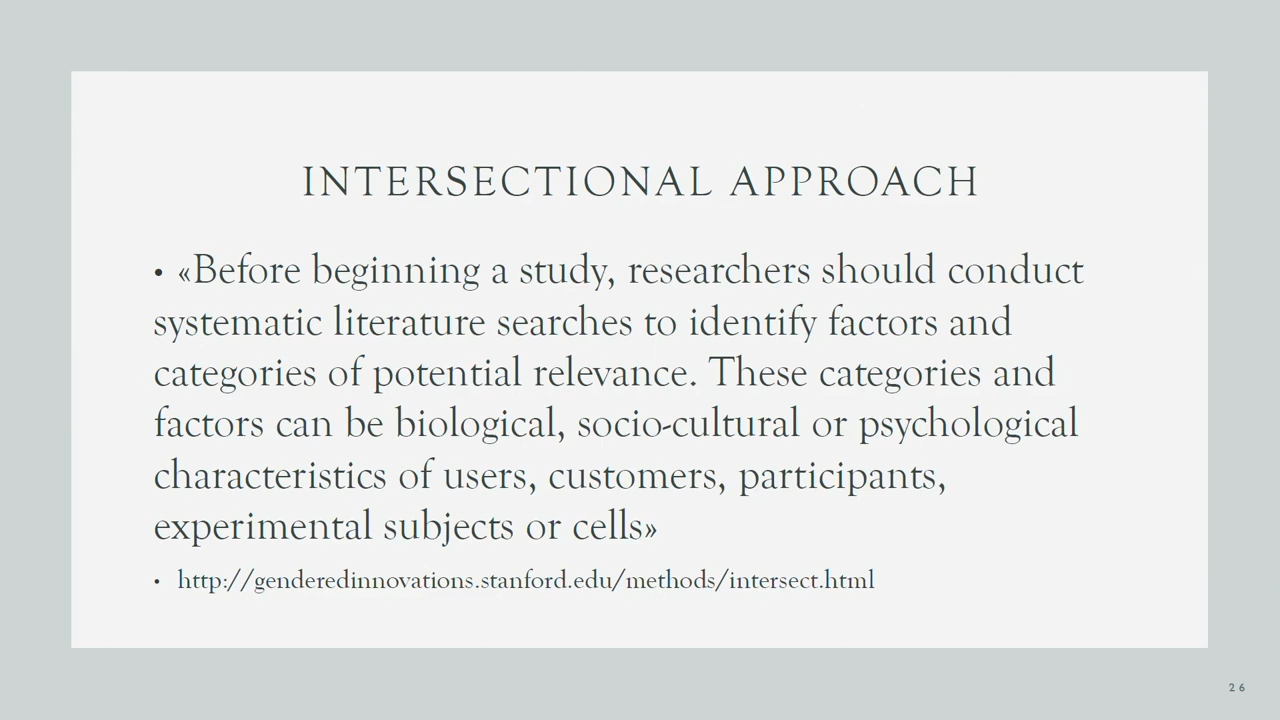 INTERSECTIONAL APPROACH
• «Before beginning a study, researchers should conduct
systematic literature searches to identify factors and
categories of potential relevance. These categories and
factors can be biological, socio-cultural or psychological
characteristics of users, customers, participants,
experimental subjects or cells»
• http://genderedinnovations.stanford.edu/methods/intersect.html
26